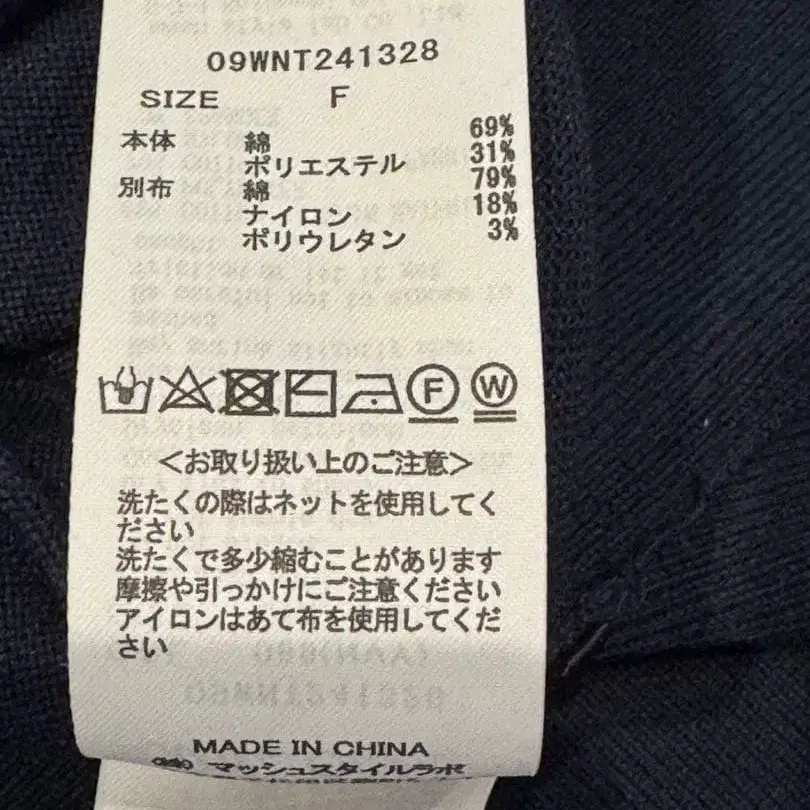 09WNT241328
SIZE F
本体 綿 69%
ポリエステル 31%
別布 綿 79%
ナイロン 18%
ポリウレタン 3%
F W
<お取り扱い上のご注意>
洗たくの際はネットを使用してく
ださい
洗たくで多少縮むことがあります
摩擦や引っかけにご注意ください
アイロンはあて布を使用してくだ
さい
MADE IN CHINA
マッシュスタイルラボ